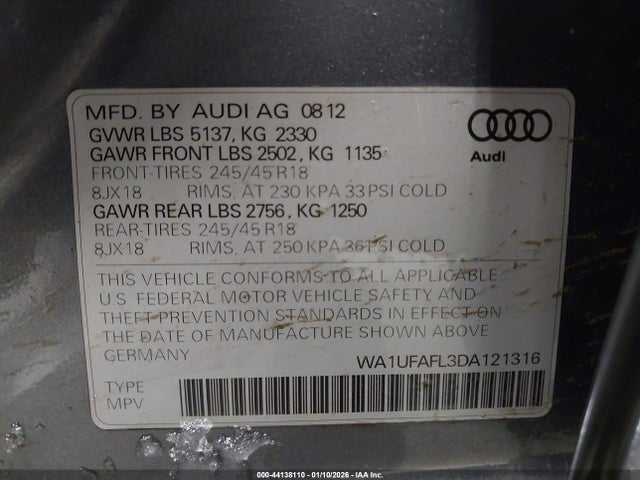 MFD. BY AUDI AG 08 12
GVWR LBS 5137, KG 2330
GAWR FRONT LBS 2502, KG 1135
FRONT-TIRES 245/45 R18
8JX18 RIMS, AT 230 KPA 33 PSI COLD
GAWR REAR LBS 2756, KG 1250
REAR-TIRES 245/45 R18
8JX18 RIMS, AT 250 KPA 36 PSI COLD
Audi
THIS VEHICLE CONFORMS TO ALL APPLICABLE
U.S. FEDERAL MOTOR VEHICLE SAFETY AND
THEFT PREVENTION STANDARDS IN EFFECT ON
THE DATE OF MANUFACTURE SHOWN ABOVE
GERMANY WA1UFAFL3DA121316
TYPE
MPV
000-44138110 - 01/10/2026 - IAA Inc.